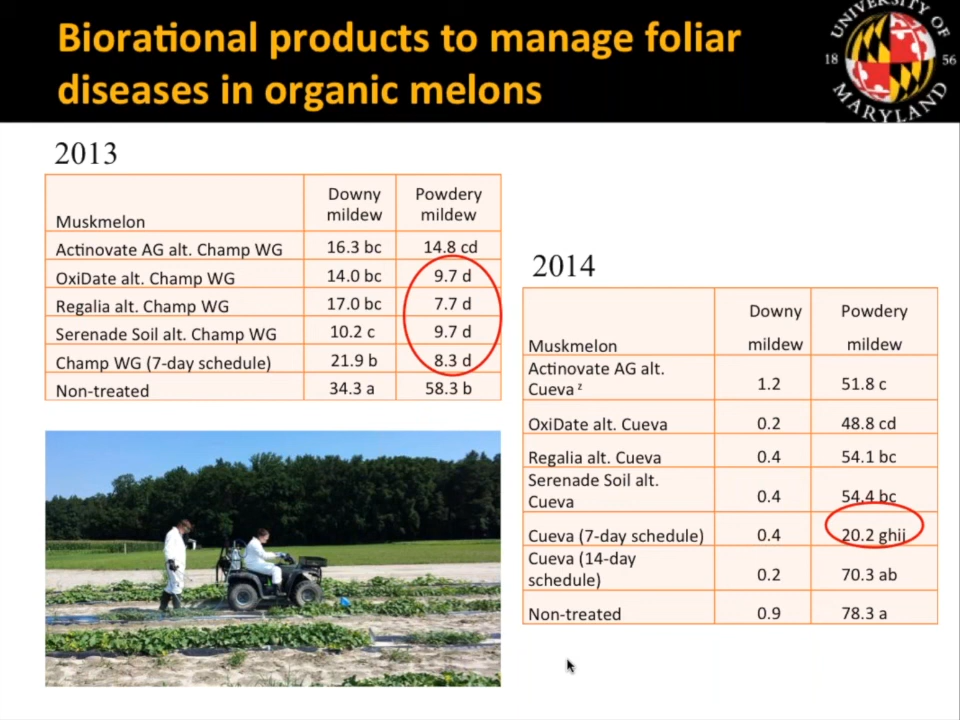 Biorational products to manage foliar
diseases in organic melons
UNIVERSITY OF
18 56
MARYLAND
2013
Muskmelon Downy mildew Powdery mildew
Actinovate AG alt. Champ WG 16.3 bc 14.8 cd
OxiDate alt. Champ WG 14.0 bc 9.7 d
Regalia alt. Champ WG 17.0 bc 7.7 d
Serenade Soil alt. Champ WG 10.2 c 9.7 d
Champ WG (7-day schedule) 21.9 b 8.3 d
Non-treated 34.3 a 58.3 b
2014
Muskmelon Downy mildew Powdery mildew
Actinovate AG alt.
Cueva z 1.2 51.8 c
OxiDate alt. Cueva 0.2 48.8 cd
Regalia alt. Cueva 0.4 54.1 bc
Serenade Soil alt.
Cueva 0.4 54.4 bc
Cueva (7-day schedule) 0.4 20.2 ghij
Cueva (14-day
schedule) 0.2 70.3 ab
Non-treated 0.9 78.3 a